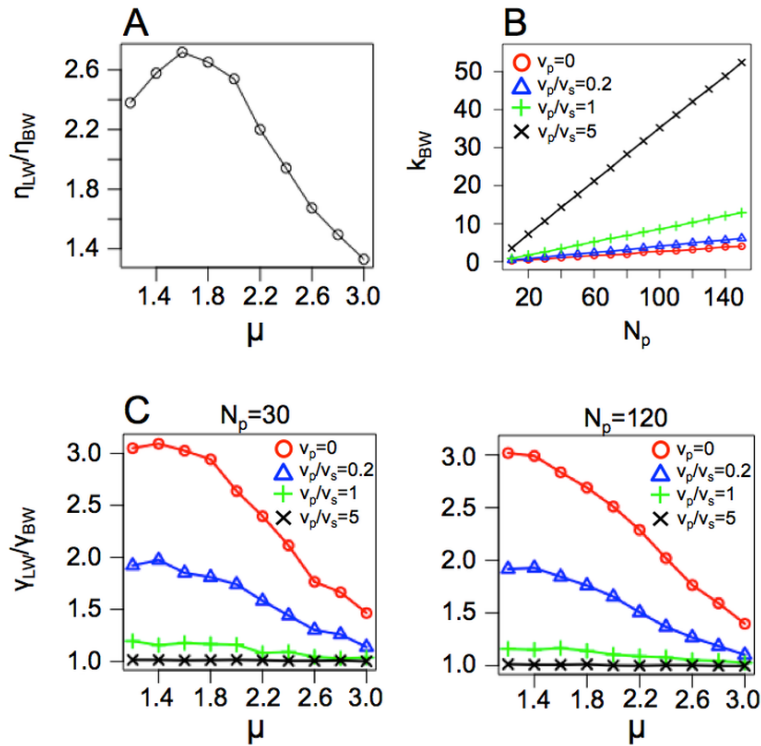 A
η_LW/η_BW
2.6
2.2
1.8
1.4
1.4 1.8 2.2 2.6 3.0
μ
B
k_BW
50
40
30
20
10
0
v_p=0
v_p/v_s=0.2
v_p/v_s=1
v_p/v_s=5
20 60 100 140
N_p
C
N_p=30
γ_LW/γ_BW
3.0
2.5
2.0
1.5
1.0
v_p=0
v_p/v_s=0.2
v_p/v_s=1
v_p/v_s=5
1.4 1.8 2.2 2.6 3.0
μ
N_p=120
3.0
2.5
2.0
1.5
1.0
v_p=0
v_p/v_s=0.2
v_p/v_s=1
v_p/v_s=5
1.4 1.8 2.2 2.6 3.0
μ